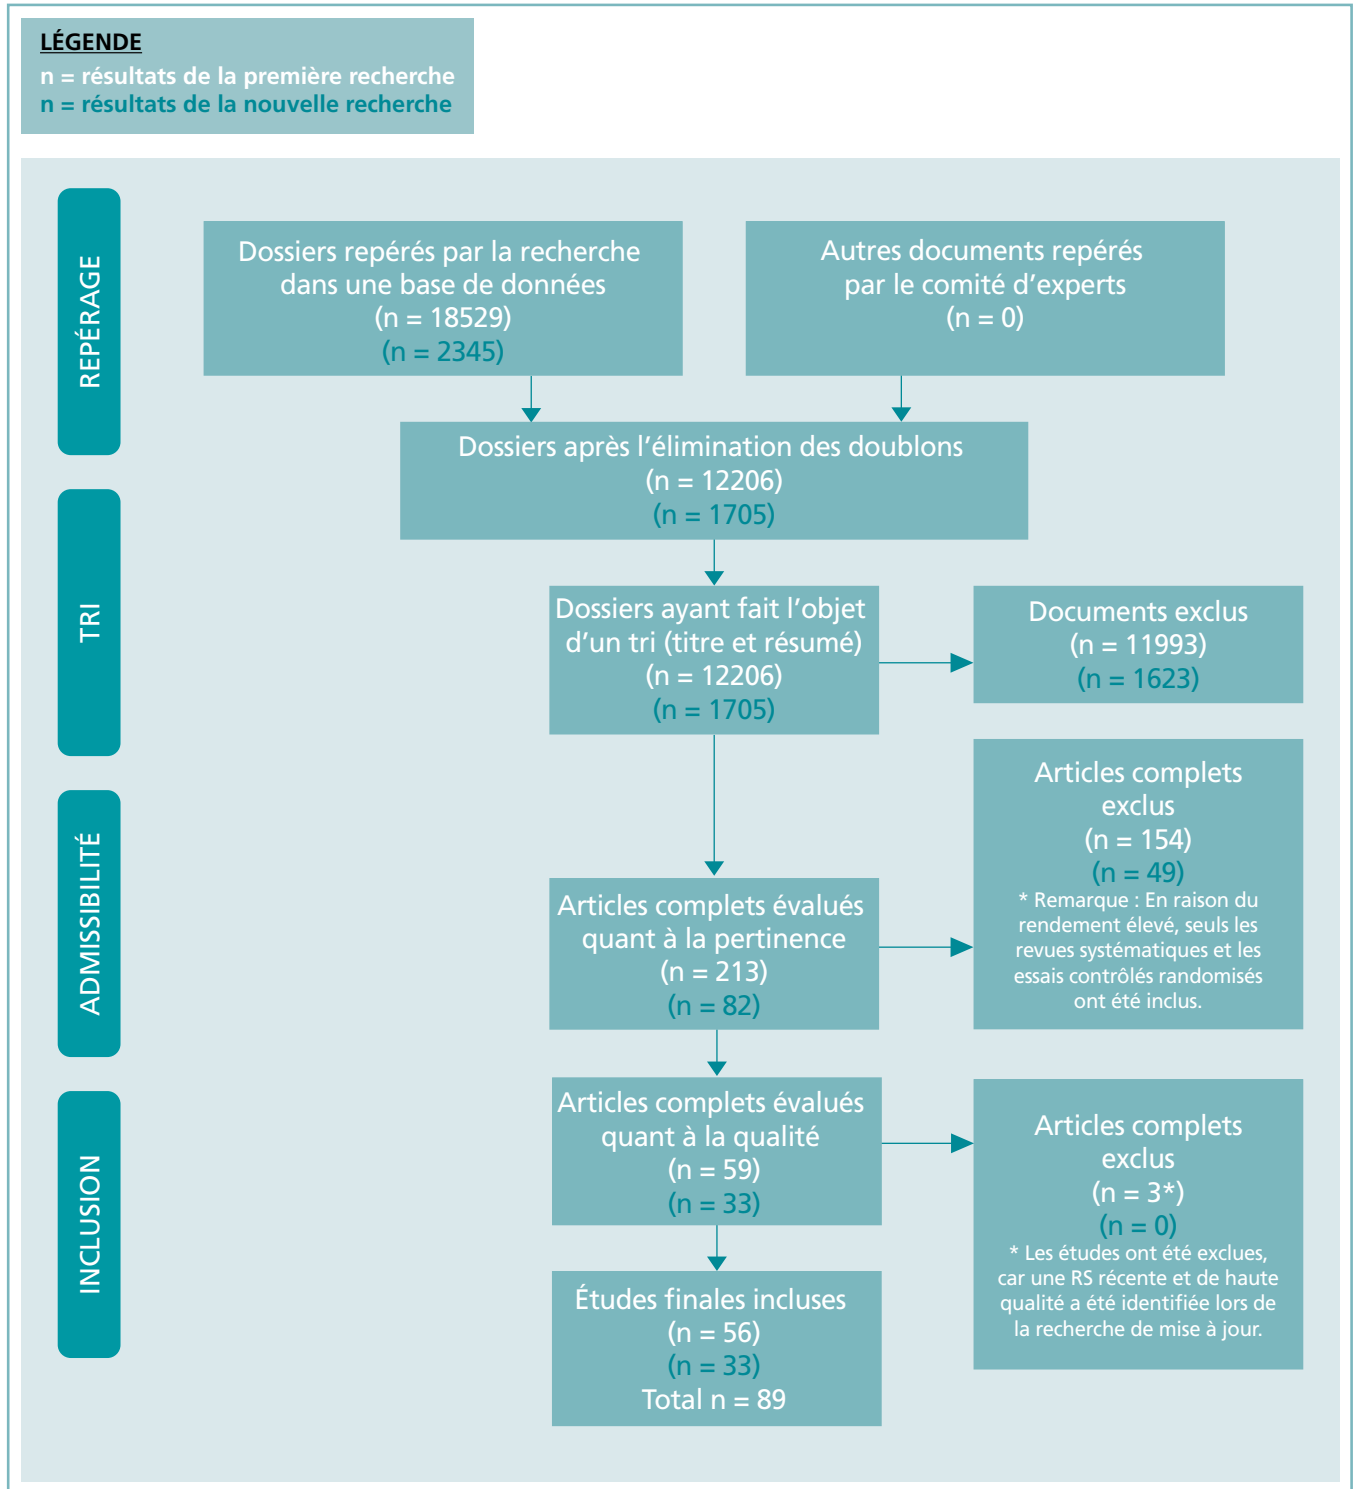 LÉGENDE
n = résultats de la première recherche
n = résultats de la nouvelle recherche
REPÉRAGE
Dossiers repérés par la recherche
dans une base de données
(n = 18529)
(n = 2345)
Autres documents repérés
par le comité d’experts
(n = 0)
Dossiers après l’élimination des doublons
(n = 12206)
(n = 1705)
TRI
Dossiers ayant fait l’objet
d’un tri (titre et résumé)
(n = 12206)
(n = 1705)
Documents exclus
(n = 11993)
(n = 1623)
ADMISSIBILITÉ
Articles complets évalués
quant à la pertinence
(n = 213)
(n = 82)
Articles complets
exclus
(n = 154)
(n = 49)
* Remarque : En raison du
rendement élevé, seuls les
revues systématiques et les
essais contrôlés randomisés
ont été inclus.
INCLUSION
Articles complets évalués
quant à la qualité
(n = 59)
(n = 33)
Articles complets
exclus
(n = 3*)
(n = 0)
* Les études ont été exclues,
car une RS récente et de haute
qualité a été identifiée lors de
la recherche de mise à jour.
Études finales incluses
(n = 56)
(n = 33)
Total n = 89